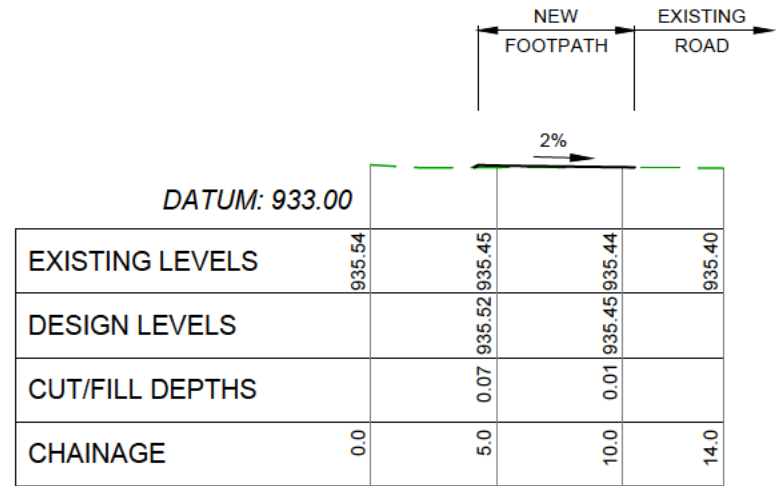 NEW EXISTING
FOOTPATH ROAD
2%
DATUM: 933.00
EXISTING LEVELS 935.54 935.45 935.44 935.40
DESIGN LEVELS 935.52 935.45
CUT/FILL DEPTHS 0.07 0.01
CHAINAGE 0.0 5.0 10.0 14.0